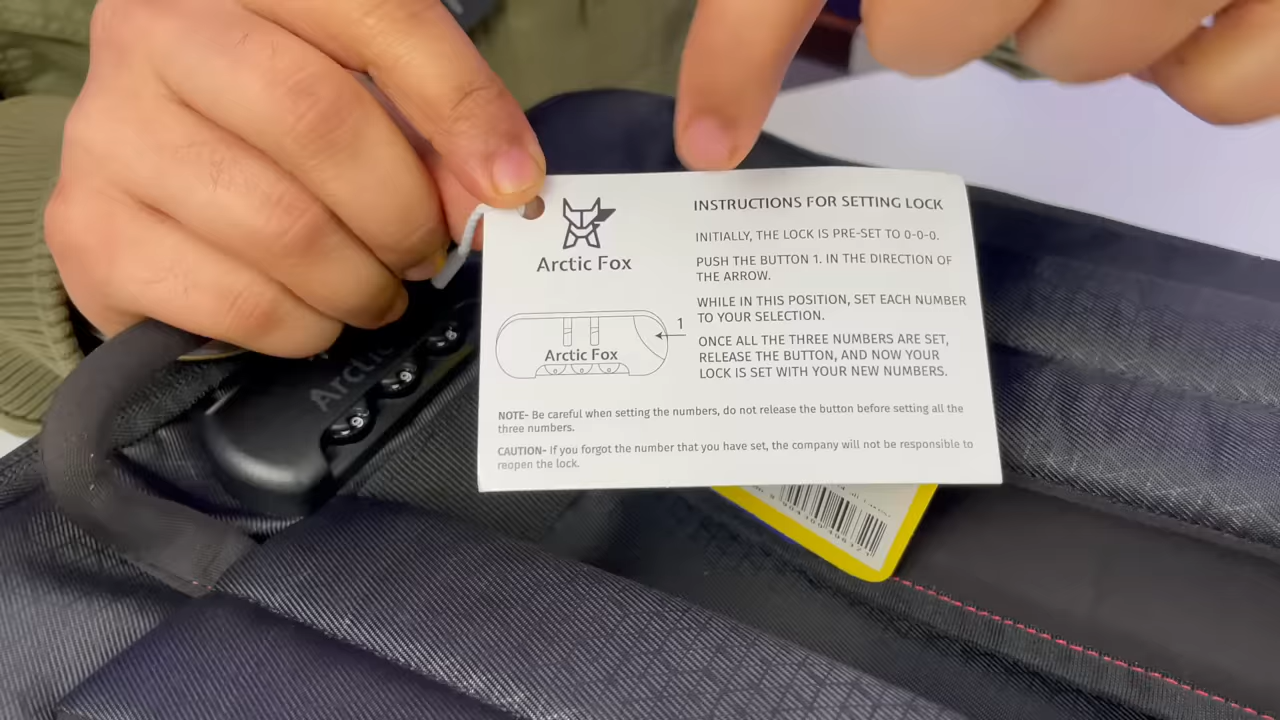 Arctic Fox
INSTRUCTIONS FOR SETTING LOCK
INITIALLY, THE LOCK IS PRE-SET TO 0-0-0.
PUSH THE BUTTON 1. IN THE DIRECTION OF
THE ARROW.
WHILE IN THIS POSITION, SET EACH NUMBER
TO YOUR SELECTION.
ONCE ALL THE THREE NUMBERS ARE SET,
RELEASE THE BUTTON, AND NOW YOUR
LOCK IS SET WITH YOUR NEW NUMBERS.
1
Arctic Fox
NOTE- Be careful when setting the numbers, do not release the button before setting all the
three numbers.
CAUTION- If you forgot the number that you have set, the company will not be responsible to
reopen the lock.
Arctic
9 9 8